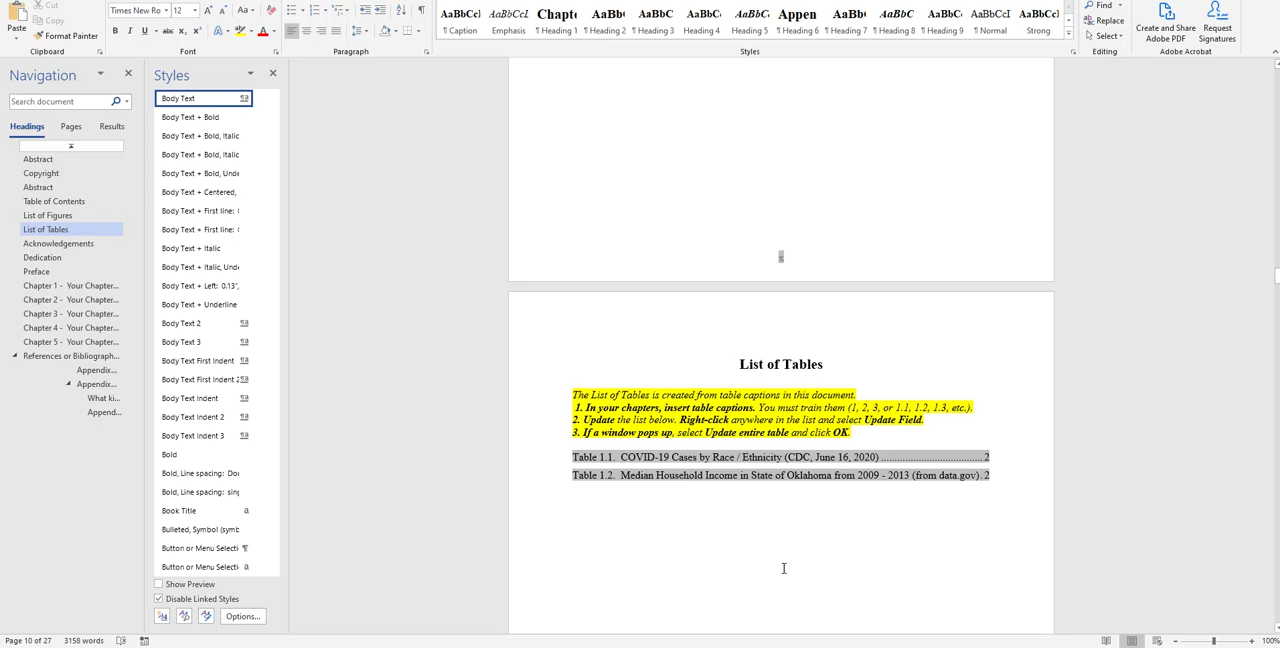 Cut
Copy
Paste
Format Painter
Clipboard
Times New Ro
12
A
A
Aa
B I U abc x₂ x²
A
A
Font
Paragraph
AaBbCcl
¶ Caption
AaBbCcL
Emphasis
Chapte
¶ Heading 1
AaBb(
¶ Heading 2
AaBbC
¶ Heading 3
AaBbC
Heading 4
AaBbC
Heading 5
Appen
¶ Heading 6
AaBb(
¶ Heading 7
AaBbC
¶ Heading 8
AaBbC
¶ Heading 9
AaBbCcI
¶ Normal
AaBbCcl
Strong
Styles
Find
Replace
Select
Editing
Create and Share
Adobe PDF
Request
Signatures
Adobe Acrobat
Navigation
Search document
Headings
Pages
Results
Abstract
Copyright
Abstract
Table of Contents
List of Figures
List of Tables
Acknowledgements
Dedication
Preface
Chapter 1 - Your Chapter...
Chapter 2 - Your Chapter...
Chapter 3 - Your Chapter...
Chapter 4 - Your Chapter...
Chapter 5 - Your Chapter...
References or Bibliograph...
Appendix...
Appendix...
What ki...
Append...
Styles
Body Text
Body Text + Bold
Body Text + Bold, Italic
Body Text + Bold, Italic
Body Text + Bold, Unde
Body Text + Centered,
Body Text + First line: (
Body Text + First line: (
Body Text + Italic
Body Text + Italic, Unde
Body Text + Left: 0.13",
Body Text + Underline
Body Text 2
Body Text 3
Body Text First Indent
Body Text First Indent 2
Body Text Indent
Body Text Indent 2
Body Text Indent 3
Bold
Bold, Line spacing: Dou
Bold, Line spacing: sing
Book Title
Bulleted, Symbol (symb
Button or Menu Selecti
Button or Menu Selecti
Show Preview
Disable Linked Styles
Options...
x
List of Tables
The List of Tables is created from table captions in this document.
1. In your chapters, insert table captions. You must train them (1, 2, 3, or 1.1, 1.2, 1.3, etc.).
2. Update the list below. Right-click anywhere in the list and select Update Field.
3. If a window pops up, select Update entire table and click OK.
Table 1.1. COVID-19 Cases by Race / Ethnicity (CDC, June 16, 2020) ..................................... 2
Table 1.2. Median Household Income in State of Oklahoma from 2009 - 2013 (from data.gov). 2
Page 10 of 27
3158 words
100%